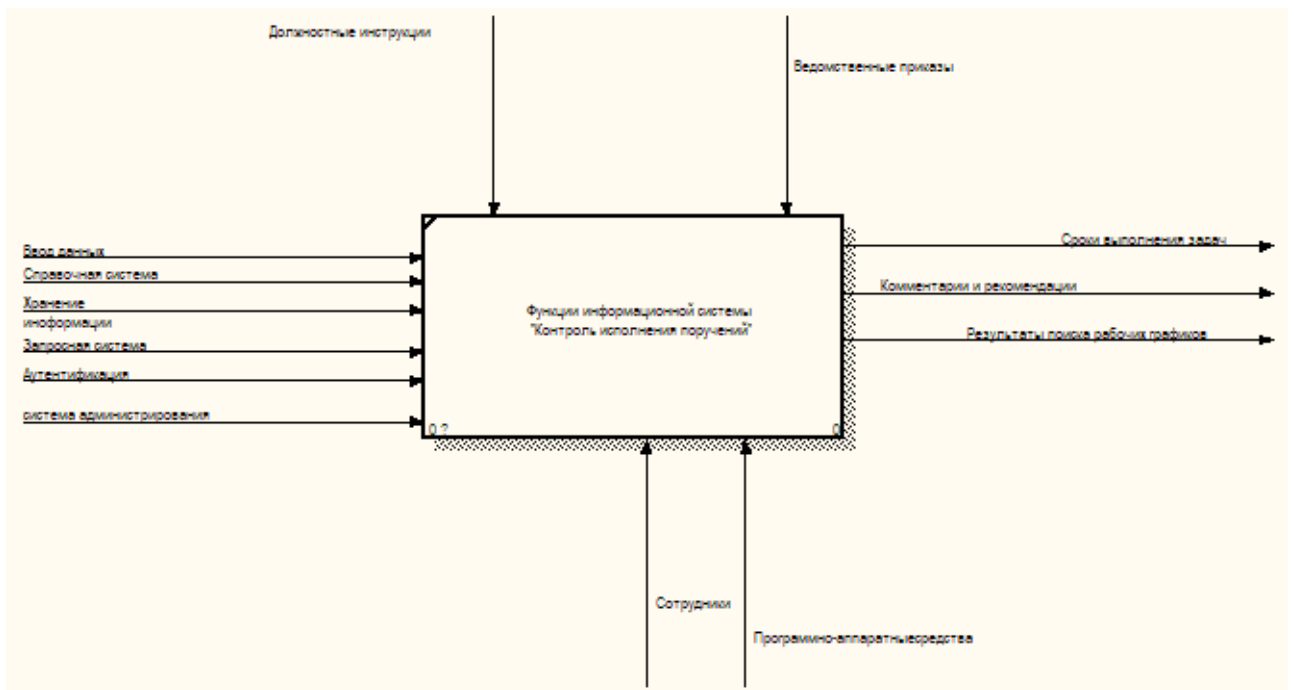 Должностные инструкции
Ведомственные приказы
Ввод данных
Справочная система
Хранение
иноформации
Запросная система
Аутентификация
система администрирования
Функции информационной системы
"Контроль исполнения поручений"
0 ?
0
Сроки выполнения задач
Комментарии и рекомендации
Результаты поиска рабочих графиков
Сотрудники
Программно-аппаратныесредства